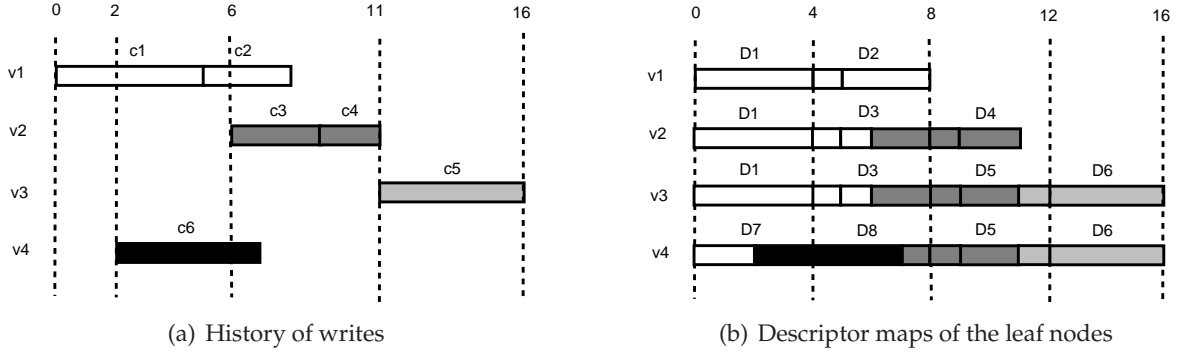 0 2 6 11 16
c1 c2
v1
c3 c4
v2
c5
v3
c6
v4
(a) History of writes
0 4 8 12 16
D1 D2
v1
D1 D3 D4
v2
D1 D3 D5 D6
v3
D7 D8 D5 D6
v4
(b) Descriptor maps of the leaf nodes